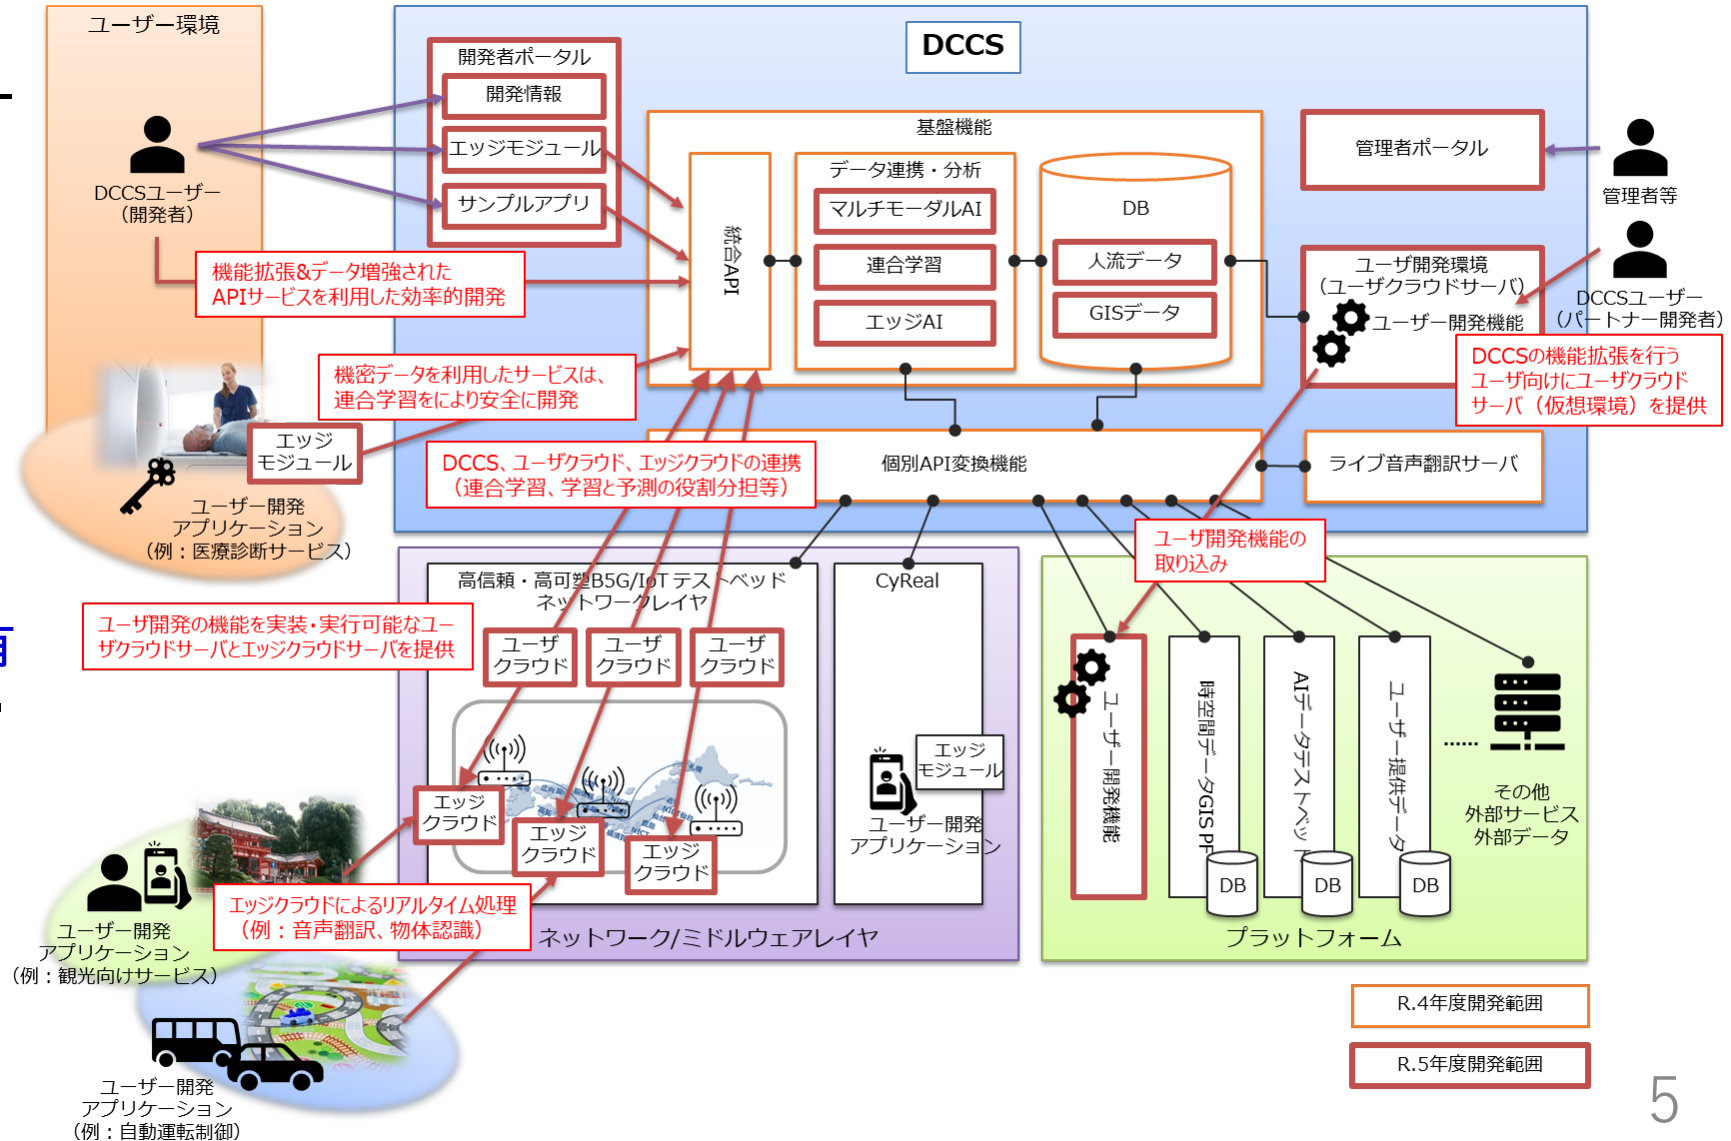 ユーザー環境
DCCS
開発者ポータル
開発情報
エッジモジュール
サンプルアプリ
DCCSユーザー
（開発者）
基盤機能
統合API
データ連携・分析
マルチモーダルAI
連合学習
エッジAI
DB
人流データ
GISデータ
管理者ポータル
管理者等
ユーザ開発環境
（ユーザクラウドサーバ）
ユーザー開発機能
DCCSユーザー
（パートナー開発者）
機能拡張&データ増強された
APIサービスを利用した効率的開発
機密データを利用したサービスは、
連合学習をにより安全に開発
DCCSの機能拡張を行う
ユーザ向けにユーザクラウド
サーバ（仮想環境）を提供
エッジ
モジュール
ユーザー開発
アプリケーション
（例：医療診断サービス）
DCCS、ユーザクラウド、エッジクラウドの連携
（連合学習、学習と予測の役割分担等）
個別API変換機能
ライブ音声翻訳サーバ
ユーザ開発機能の
取り込み
高信頼・高可塑B5G/IoTテストベッド
ネットワークレイヤ
CyReal
ユーザ開発の機能を実装・実行可能なユー
ザクラウドサーバとエッジクラウドサーバを提供
ユーザ
クラウド
ユーザ
クラウド
ユーザ
クラウド
エッジ
クラウド
エッジ
クラウド
エッジ
クラウド
エッジ
モジュール
ユーザー開発
アプリケーション
ユーザー開発機能
時空間データGIS PF
DB
AIデータテストベッド
DB
ユーザー提供データ
DB
......
その他
外部サービス
外部データ
エッジクラウドによるリアルタイム処理
（例：音声翻訳、物体認識）
ネットワーク/ミドルウェアレイヤ
プラットフォーム
ユーザー開発
アプリケーション
（例：観光向けサービス）
ユーザー開発
アプリケーション
（例：自動運転制御）
R.4年度開発範囲
R.5年度開発範囲
5